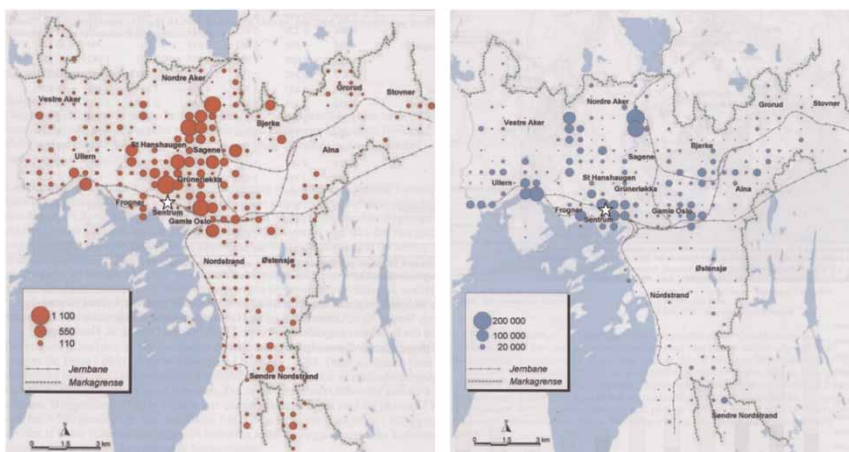 Nordre Aker
Grorud
Stovner
Vestre Aker
Bjerke
St Hanshaugen
Sagene
Alna
Ullern
Grünerløkka
Frogner
Sentrum
Gamle Oslo
Nordstrand
Østensjø
Søndre Nordstrand
1 100
550
110
Jernbane
Markagrense
0 1,5 3 km
Nordre Aker
Grorud
Stovner
Vestre Aker
Bjerke
Sagene
St Hanshaugen
Alna
Ullern
Grünerløkka
Frogner
Gamle Oslo
Sentrum
Østensjø
Nordstrand
Søndre Nordstrand
200 000
100 000
20 000
Jernbane
Markagrense
0 1,5 3 km